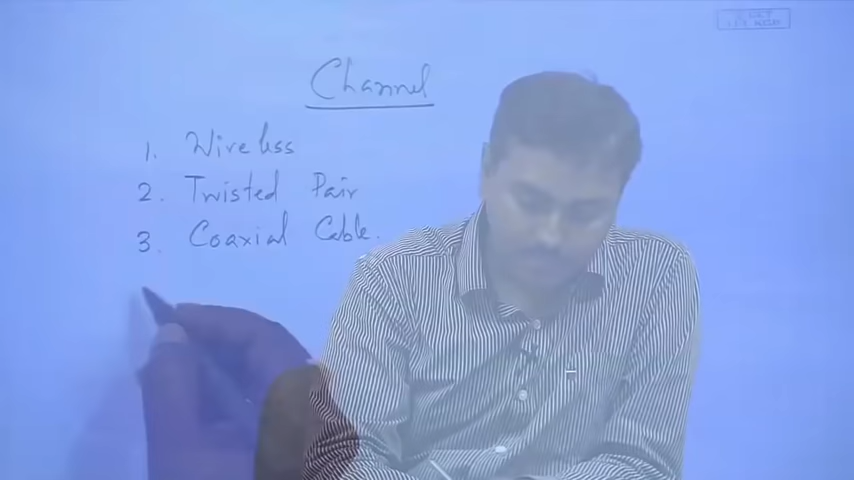 Channel
1. Wireless
2. Twisted Pair
3. Coaxial Cable.